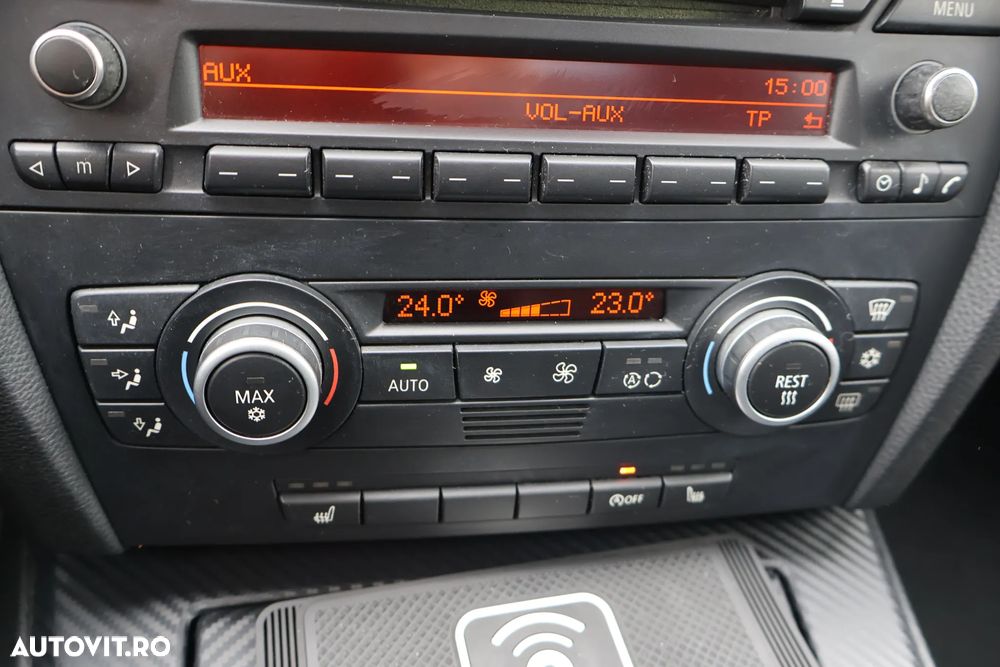 MENU
AUX 15:00
VOL-AUX TP
m
24.0° 23.0°
AUTO
A
MAX
REST
OFF
AUTOVIT.RO